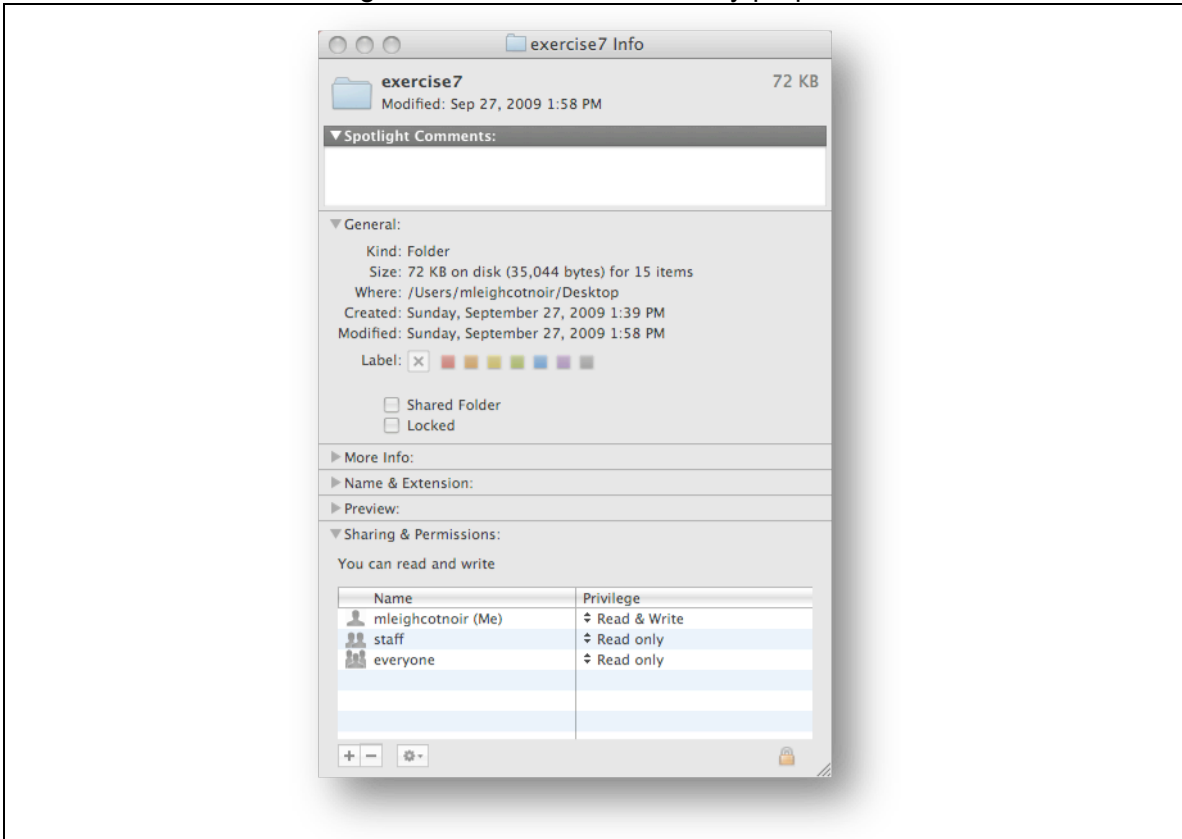 exercise7 Info
exercise7 72 KB
Modified: Sep 27, 2009 1:58 PM
Spotlight Comments:
General:
Kind: Folder
Size: 72 KB on disk (35,044 bytes) for 15 items
Where: /Users/mleighcotnoir/Desktop
Created: Sunday, September 27, 2009 1:39 PM
Modified: Sunday, September 27, 2009 1:58 PM
Label:
Shared Folder
Locked
More Info:
Name & Extension:
Preview:
Sharing & Permissions:
You can read and write
Name Privilege
mleighcotnoir (Me) Read & Write
staff Read only
everyone Read only